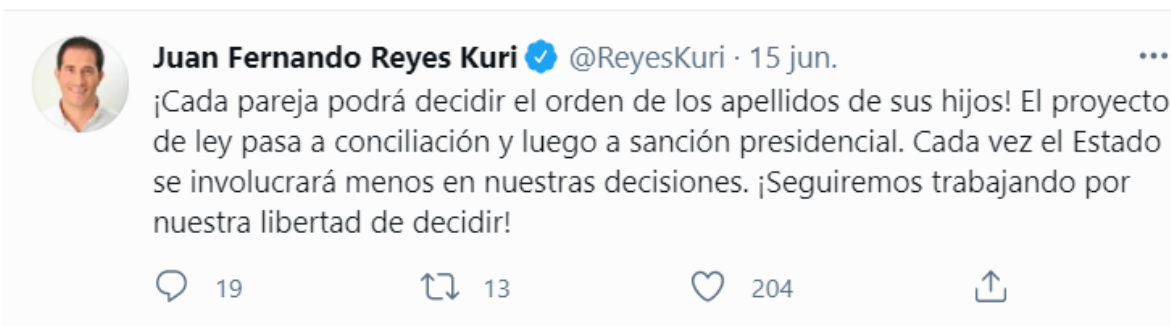 Juan Fernando Reyes Kuri @ReyesKuri · 15 jun.
¡Cada pareja podrá decidir el orden de los apellidos de sus hijos! El proyecto
de ley pasa a conciliación y luego a sanción presidencial. Cada vez el Estado
se involucrará menos en nuestras decisiones. ¡Seguiremos trabajando por
nuestra libertad de decidir!
19 13 204